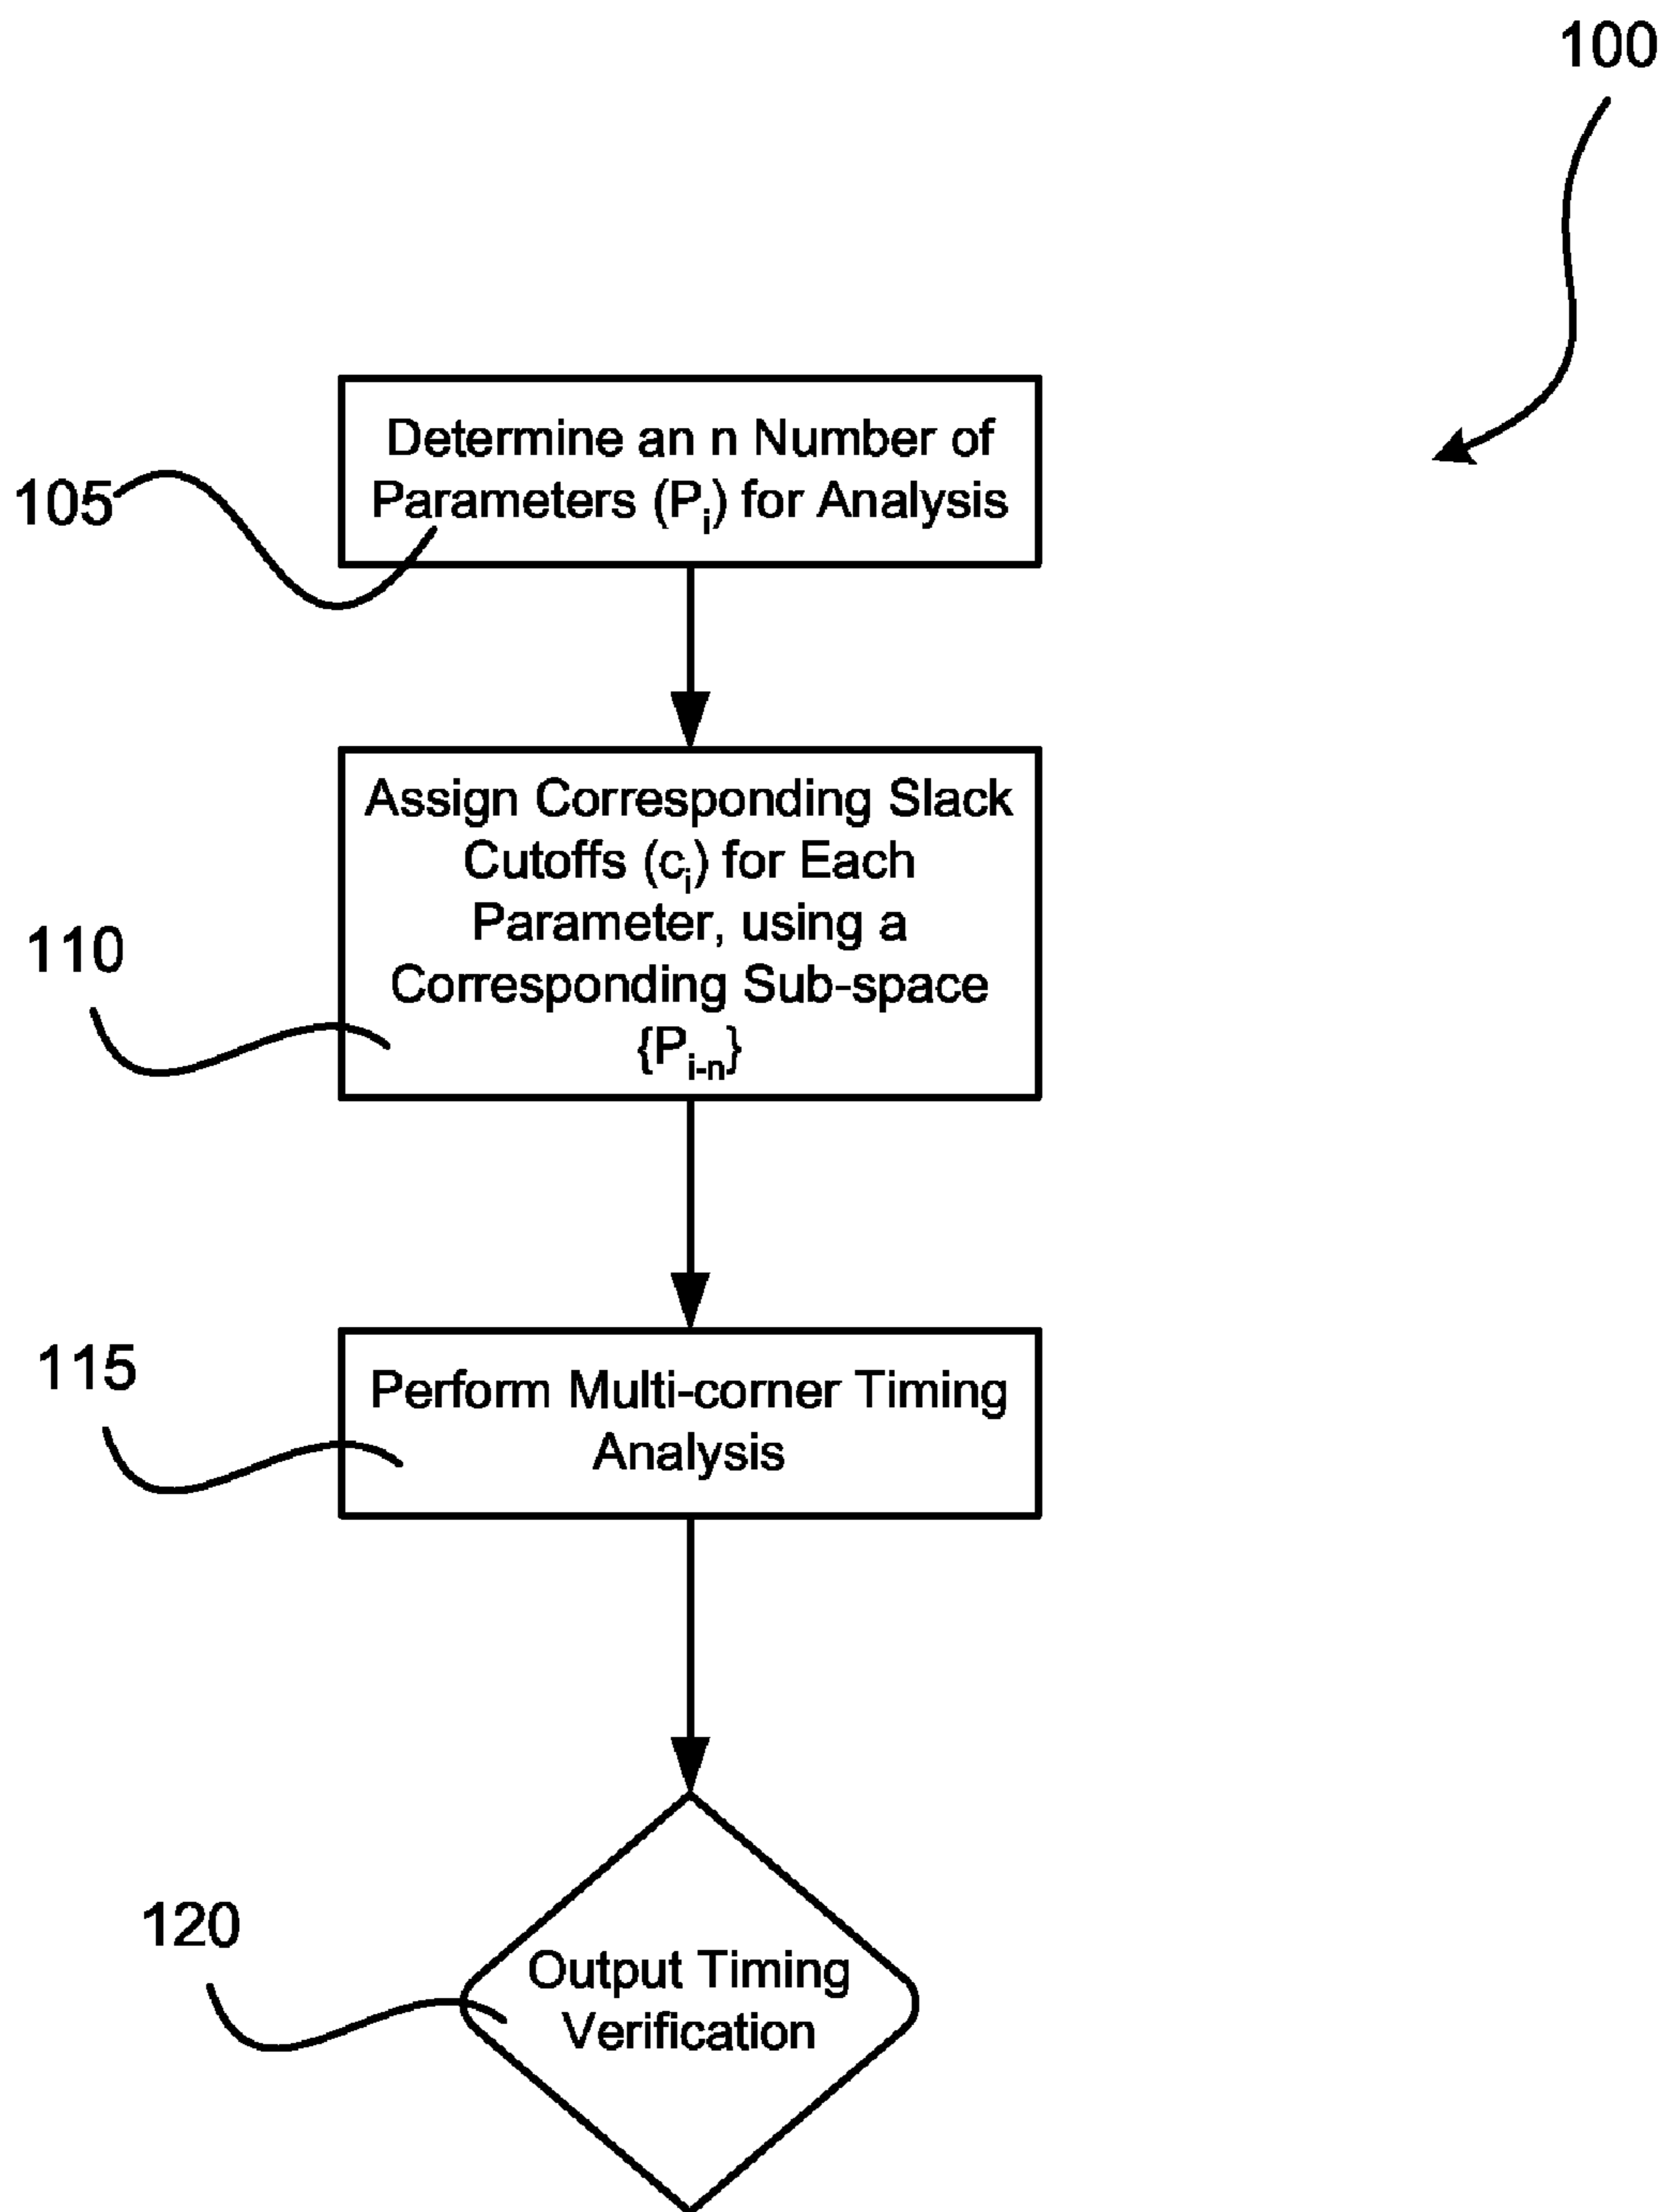 100
Determine an n Number of
Parameters (Pᵢ) for Analysis
105
Assign Corresponding Slack
Cutoffs (cᵢ) for Each
Parameter, using a
Corresponding Sub-space
{Pᵢ₋ₙ}
110
Perform Multi-corner Timing
Analysis
115
Output Timing
Verification
120